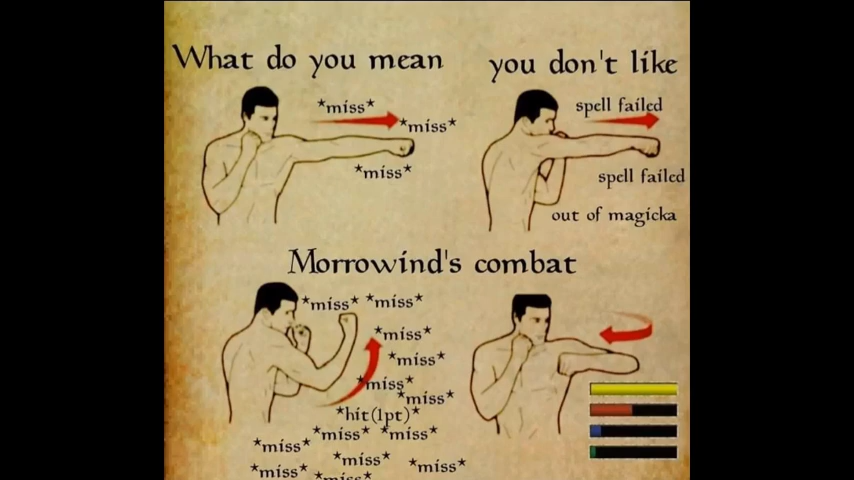 What do you mean
you don't like
*miss*
*miss*
*miss*
spell failed
spell failed
out of magicka
Morrowind's combat
*miss* *miss*
*miss*
*miss*
*miss*
*miss*
*hit(1pt)*
*miss* *miss*
*miss*
*miss*
*miss* *miss*
*miss*